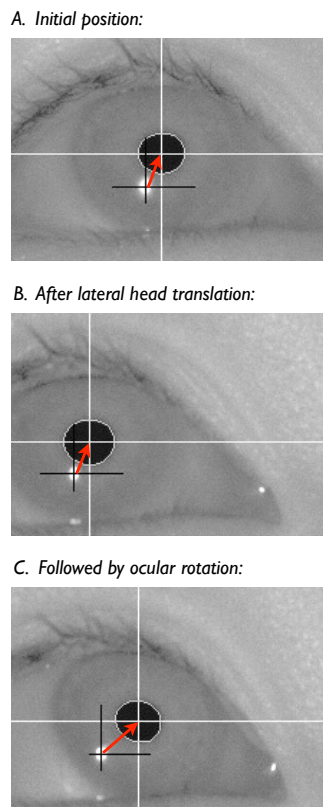 A. Initial position:
B. After lateral head translation:
C. Followed by ocular rotation: